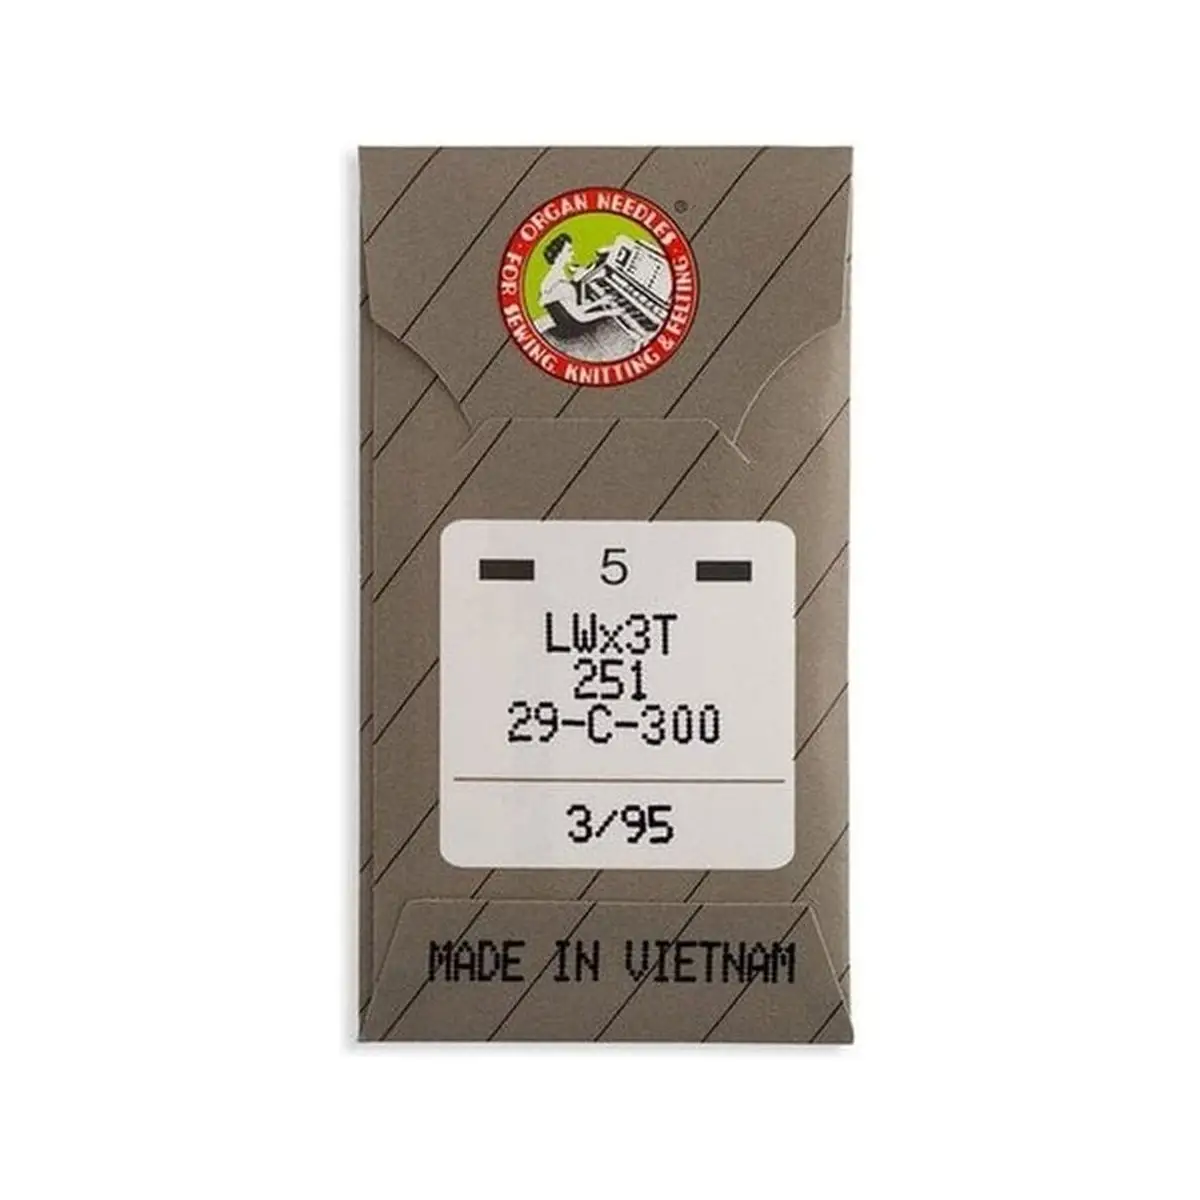 ORGAN NEEDLES ®
· FOR SEWING, KNITTING & FELTING ·
5
LWx3T
251
29-C-300
3/95
MADE IN VIETNAM